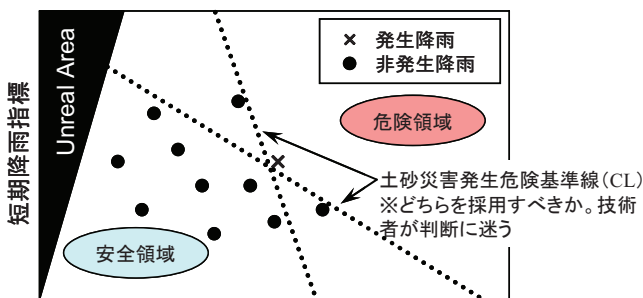 短期降雨指標
Unreal Area
× 発生降雨
● 非発生降雨
危険領域
土砂災害発生危険基準線(CL)
※どちらを採用すべきか。技術
者が判断に迷う
安全領域